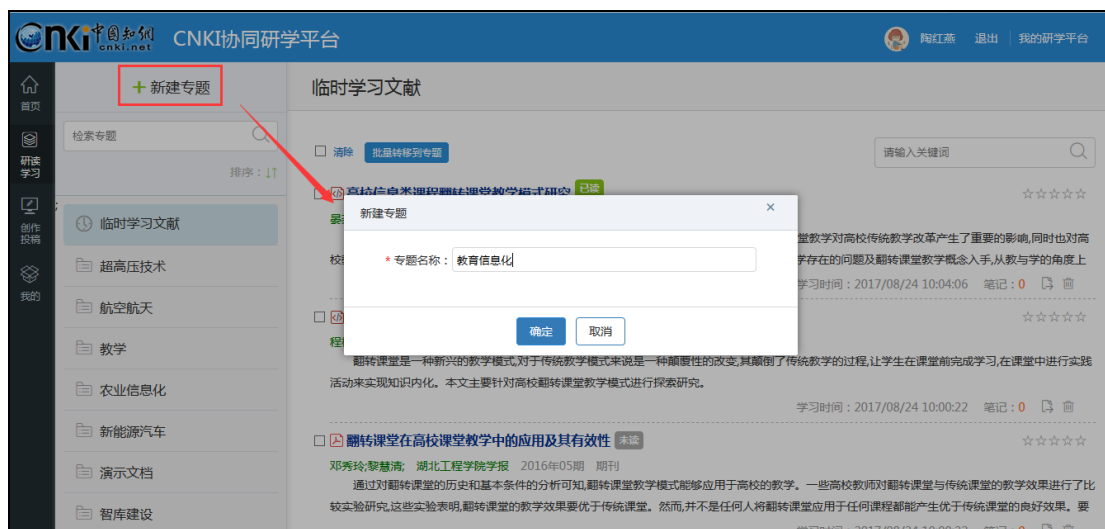 Cnki中国知网
cnki.net
CNKI协同研学平台
陶红燕 退出 我的研学平台
首页
研读
学习
创作
投稿
我的
+ 新建专题
检索专题
排序:↓↑
临时学习文献
超高压技术
航空航天
教学
农业信息化
新能源汽车
演示文档
智库建设
临时学习文献
清除 批量转移到专题
请输入关键词
高校信息类课程翻转课堂教学模式研究 已读
堂教学对高校传统教学改革产生了重要的影响,同时也对高
校
学存在的问题及翻转课堂教学概念入手,从教与学的角度上
学习时间:2017/08/24 10:04:06 笔记:0
新建专题 ×
* 专题名称: 教育信息化
确定 取消
程
翻转课堂是一种新兴的教学模式,对于传统教学模式来说是一种颠覆性的改变,其颠倒了传统教学的过程,让学生在课堂前完成学习,在课堂中进行实践
活动来实现知识内化。本文主要针对高校翻转课堂教学模式进行探索研究。
学习时间:2017/08/24 10:00:22 笔记:0
翻转课堂在高校课堂教学中的应用及其有效性 未读
邓秀玲;黎慧清; 湖北工程学院学报 2016年05期 期刊
通过对翻转课堂的历史和基本条件的分析可知,翻转课堂教学模式能够应用于高校的教学。一些高校教师对翻转课堂与传统课堂的教学效果进行了比
较实验研究,这些实验表明,翻转课堂的教学效果要优于传统课堂。然而,并不是任何人将翻转课堂应用于任何课程都能产生优于传统课堂的良好效果。要